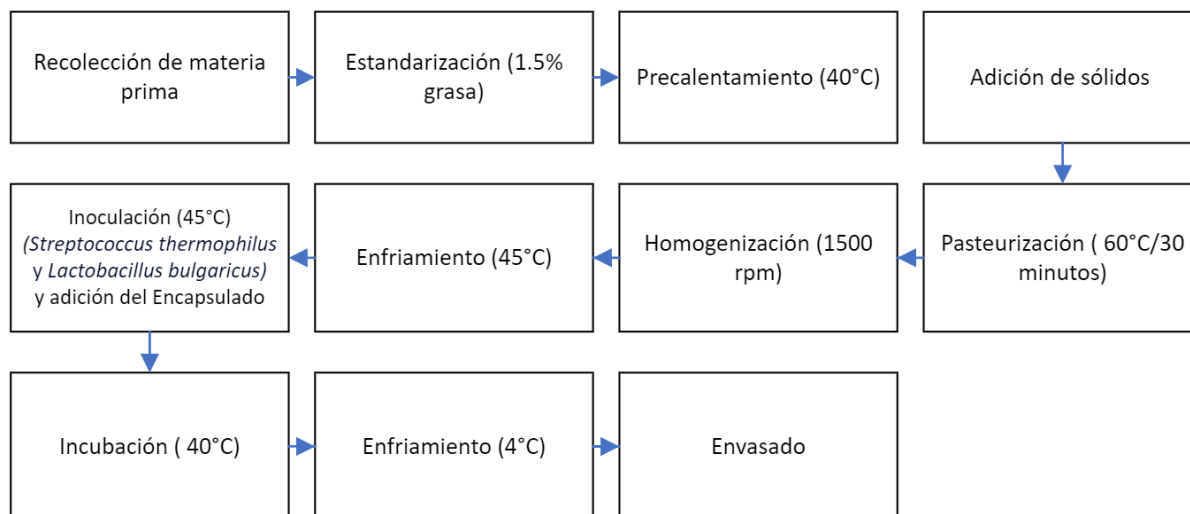 Recolección de materia
prima
Estandarización (1.5%
grasa)
Precalentamiento (40°C)
Adición de sólidos
Pasteurización ( 60°C/30
minutos)
Homogenización (1500
rpm)
Enfriamiento (45°C)
Inoculación (45°C)
(Streptococcus thermophilus
y Lactobacillus bulgaricus)
y adición del Encapsulado
Incubación ( 40°C)
Enfriamiento (4°C)
Envasado